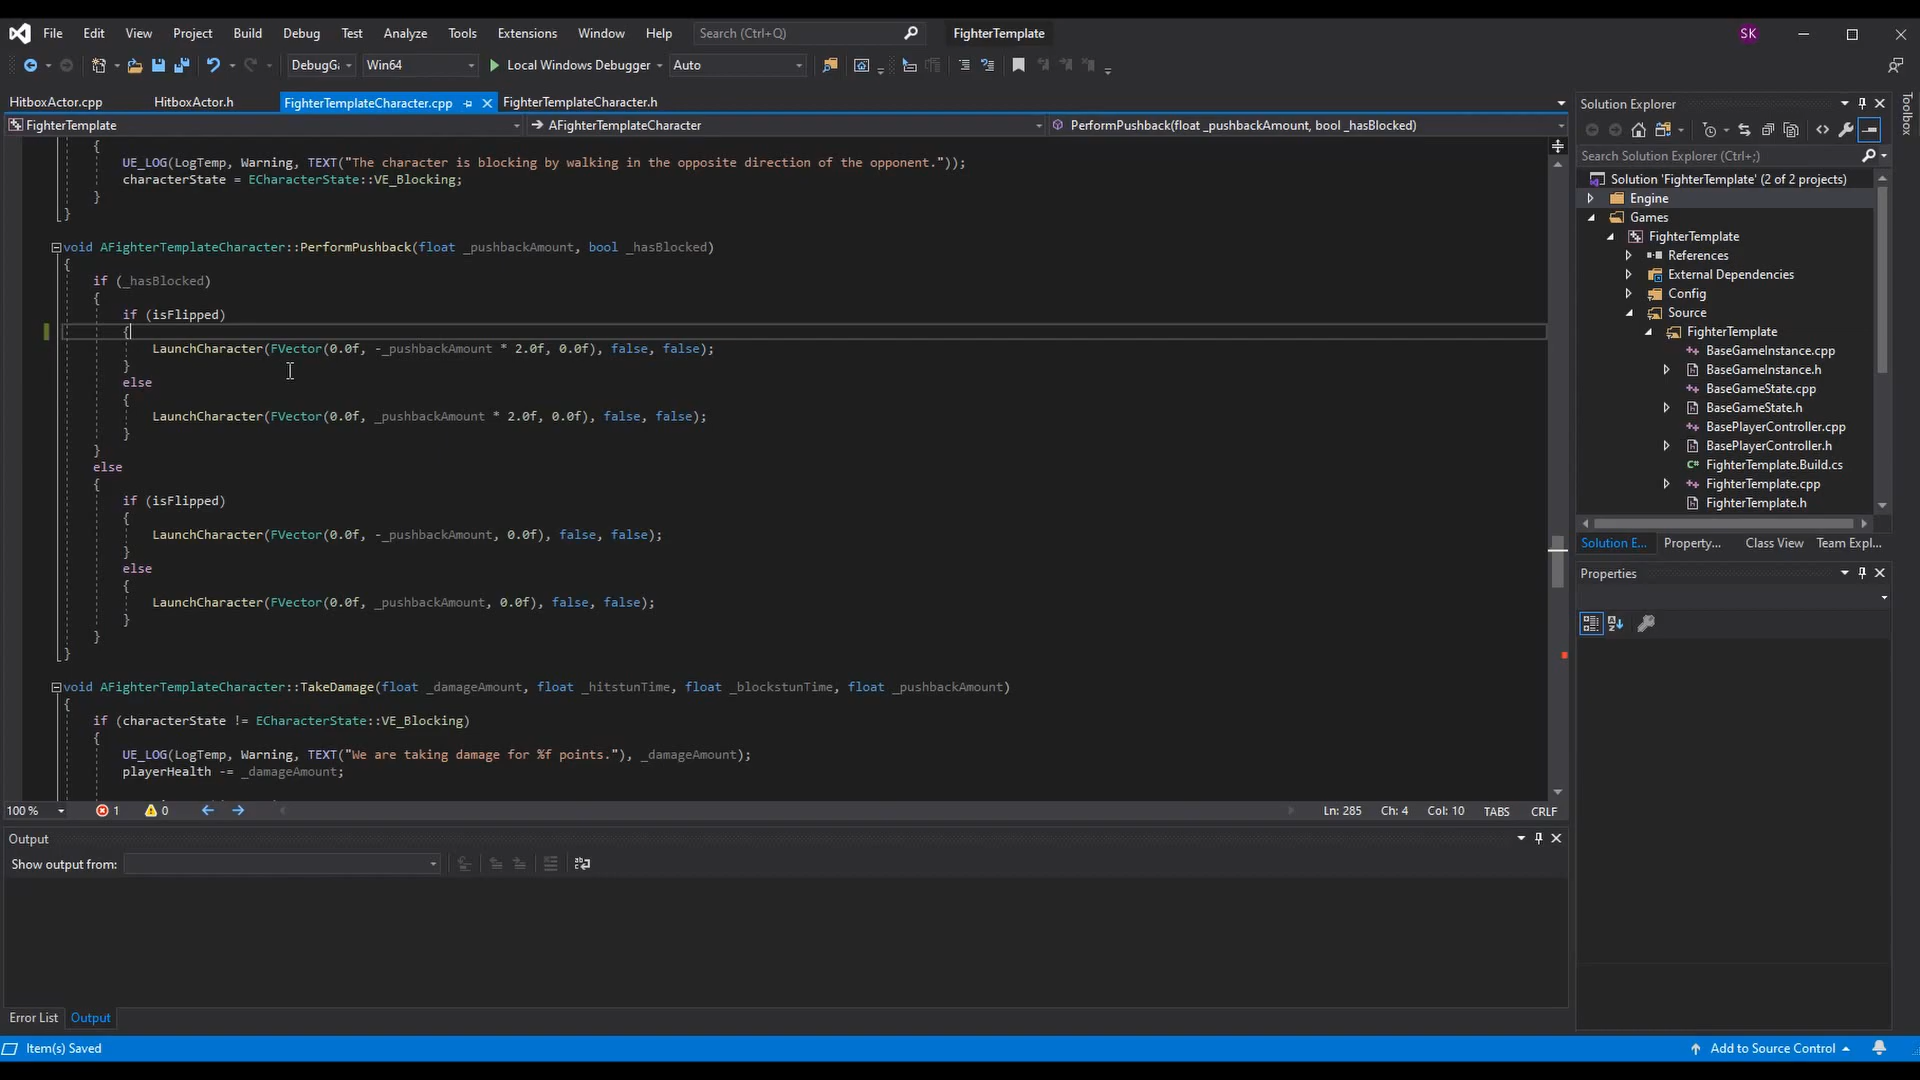 File Edit View Project Build Debug Test Analyze Tools Extensions Window Help Search (Ctrl+Q) FighterTemplate SK
DebugGa Win64 Local Windows Debugger Auto
HitboxActor.cpp HitboxActor.h FighterTemplateCharacter.cpp FighterTemplateCharacter.h
FighterTemplate AFighterTemplateCharacter PerformPushback(float _pushbackAmount, bool _hasBlocked)
{
UE_LOG(LogTemp, Warning, TEXT("The character is blocking by walking in the opposite direction of the opponent."));
characterState = ECharacterState::VE_Blocking;
}
}
void AFighterTemplateCharacter::PerformPushback(float _pushbackAmount, bool _hasBlocked)
{
if (_hasBlocked)
{
if (isFlipped)
{
LaunchCharacter(FVector(0.0f, -_pushbackAmount * 2.0f, 0.0f), false, false);
}
else
{
LaunchCharacter(FVector(0.0f, _pushbackAmount * 2.0f, 0.0f), false, false);
}
}
else
{
if (isFlipped)
{
LaunchCharacter(FVector(0.0f, -_pushbackAmount, 0.0f), false, false);
}
else
{
LaunchCharacter(FVector(0.0f, _pushbackAmount, 0.0f), false, false);
}
}
}
void AFighterTemplateCharacter::TakeDamage(float _damageAmount, float _hitstunTime, float _blockstunTime, float _pushbackAmount)
{
if (characterState != ECharacterState::VE_Blocking)
{
UE_LOG(LogTemp, Warning, TEXT("We are taking damage for %f points."), _damageAmount);
playerHealth -= _damageAmount;
100 % 1 0 Ln: 285 Ch: 4 Col: 10 TABS CRLF
Output
Show output from:
Error List Output
Item(s) Saved Add to Source Control
Solution Explorer
Search Solution Explorer (Ctrl+;)
Solution 'FighterTemplate' (2 of 2 projects)
Engine
Games
FighterTemplate
References
External Dependencies
Config
Source
FighterTemplate
BaseGameInstance.cpp
BaseGameInstance.h
BaseGameState.cpp
BaseGameState.h
BasePlayerController.cpp
BasePlayerController.h
FighterTemplate.Build.cs
FighterTemplate.cpp
FighterTemplate.h
Solution E... Property... Class View Team Expl...
Properties
Toolbox